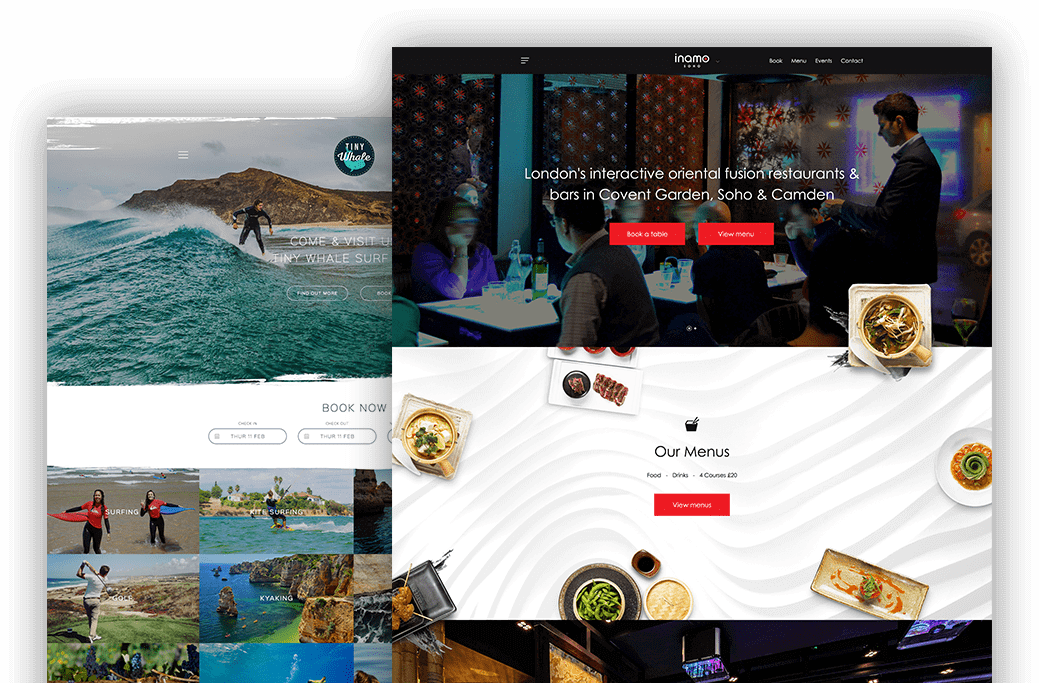 TINY
Whale
COME & VISIT U
TINY WHALE SURF
FIND OUT MORE
BOOK
BOOK NOW
CHECK IN
CHECK OUT
THUR 11 FEB
THUR 11 FEB
SURFING
KITE SURFING
GOLF
KYAKING
inamo
SOHO
Book
Menu
Events
Contact
London's interactive oriental fusion restaurants &
bars in Covent Garden, Soho & Camden
Book a table
View menu
Our Menus
Food - Drinks - 4 Courses £20
View menus